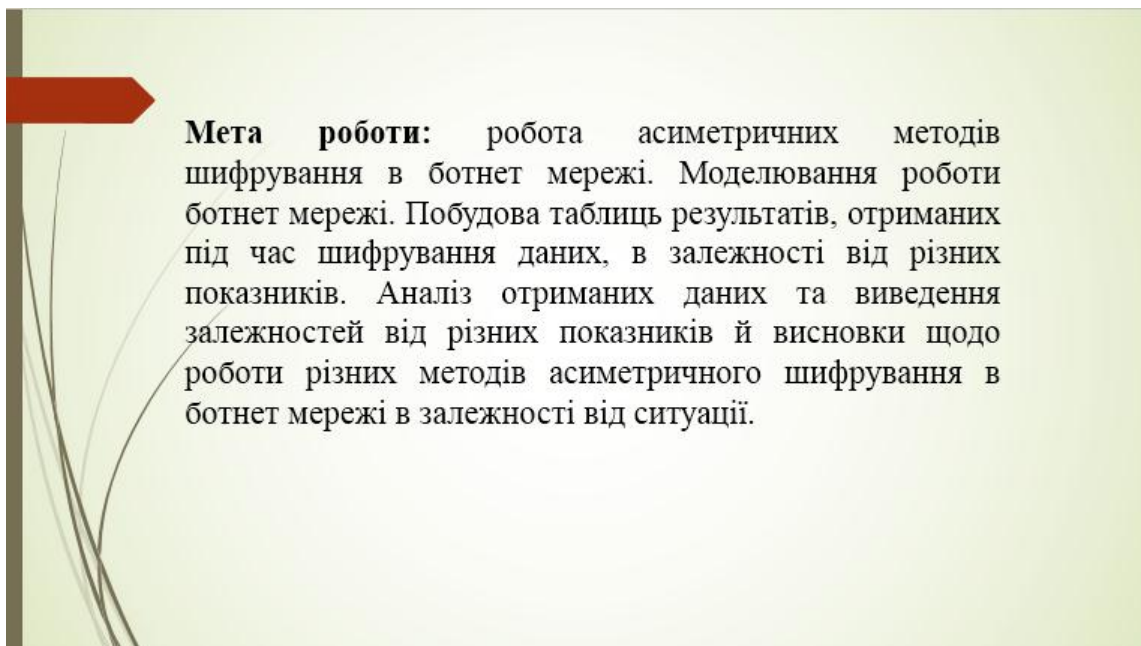 Мета роботи: робота асиметричних методів
шифрування в ботнет мережі. Моделювання роботи
ботнет мережі. Побудова таблиць результатів, отриманих
під час шифрування даних, в залежності від різних
показників. Аналіз отриманих даних та виведення
залежностей від різних показників й висновки щодо
роботи різних методів асиметричного шифрування в
ботнет мережі в залежності від ситуації.